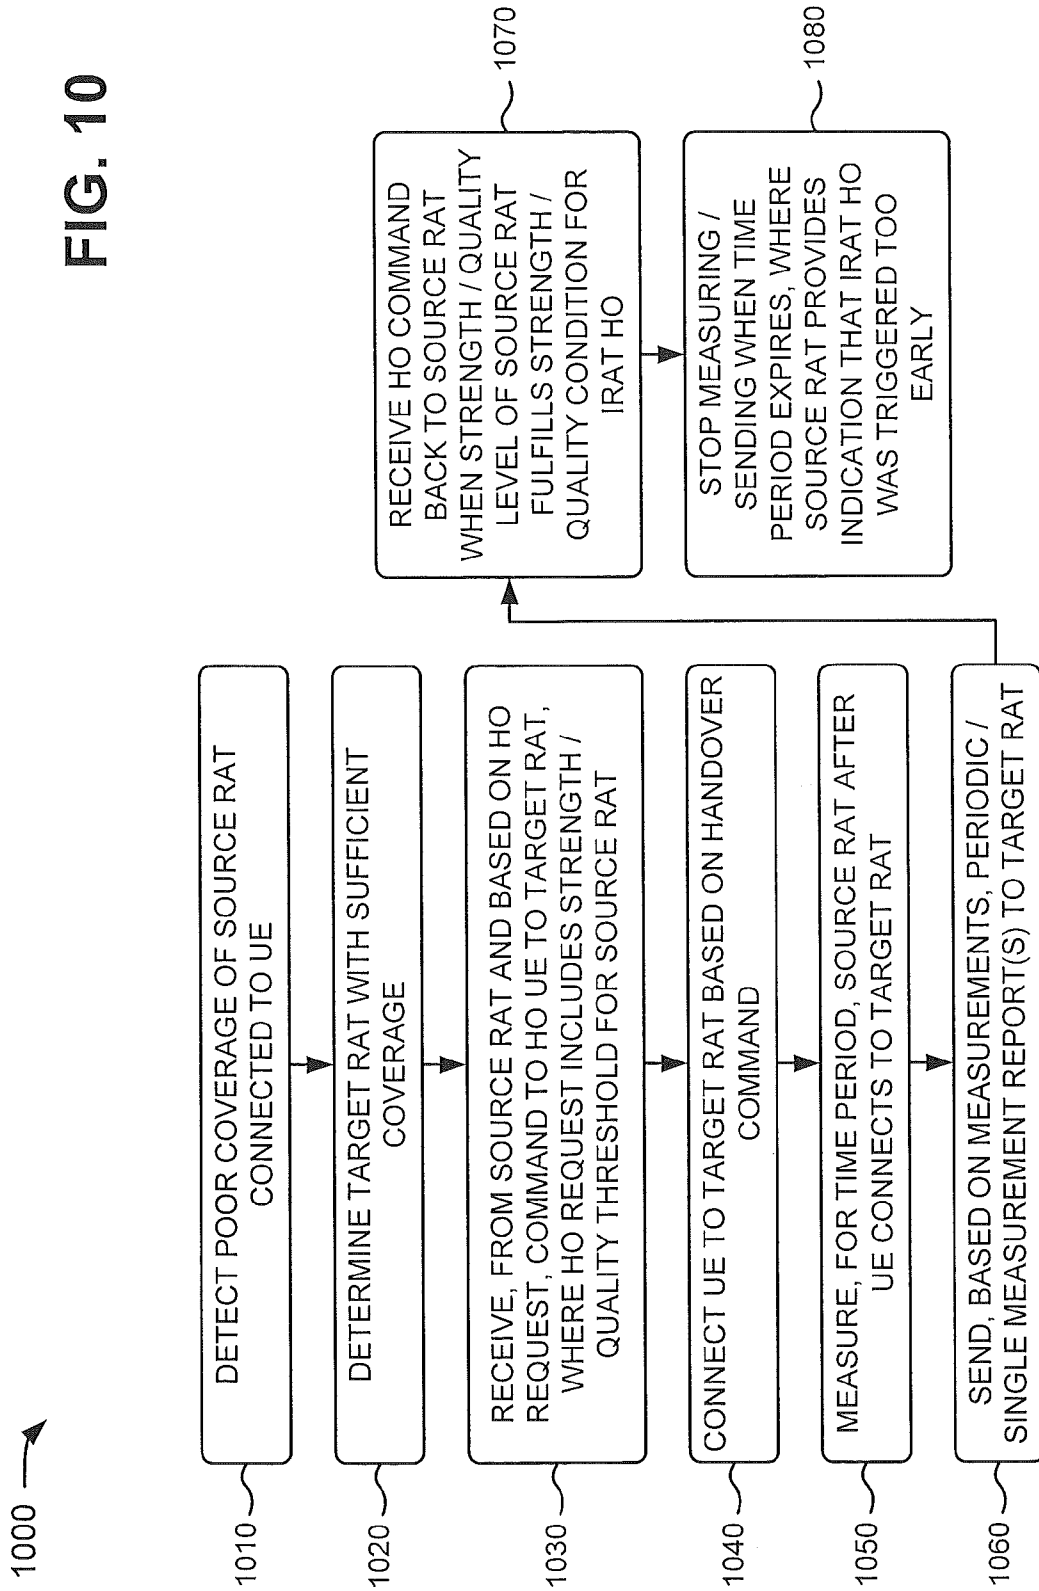 FIG. 10
1000
1010
DETECT POOR COVERAGE OF SOURCE RAT
CONNECTED TO UE
1020
DETERMINE TARGET RAT WITH SUFFICIENT
COVERAGE
1030
RECEIVE, FROM SOURCE RAT AND BASED ON HO
REQUEST, COMMAND TO HO UE TO TARGET RAT,
WHERE HO REQUEST INCLUDES STRENGTH /
QUALITY THRESHOLD FOR SOURCE RAT
1040
CONNECT UE TO TARGET RAT BASED ON HANDOVER
COMMAND
1050
MEASURE, FOR TIME PERIOD, SOURCE RAT AFTER
UE CONNECTS TO TARGET RAT
1060
SEND, BASED ON MEASUREMENTS, PERIODIC /
SINGLE MEASUREMENT REPORT(S) TO TARGET RAT
RECEIVE HO COMMAND
BACK TO SOURCE RAT
WHEN STRENGTH / QUALITY
LEVEL OF SOURCE RAT
FULFILLS STRENGTH /
QUALITY CONDITION FOR
IRAT HO
1070
STOP MEASURING /
SENDING WHEN TIME
PERIOD EXPIRES, WHERE
SOURCE RAT PROVIDES
INDICATION THAT IRAT HO
WAS TRIGGERED TOO
EARLY
1080